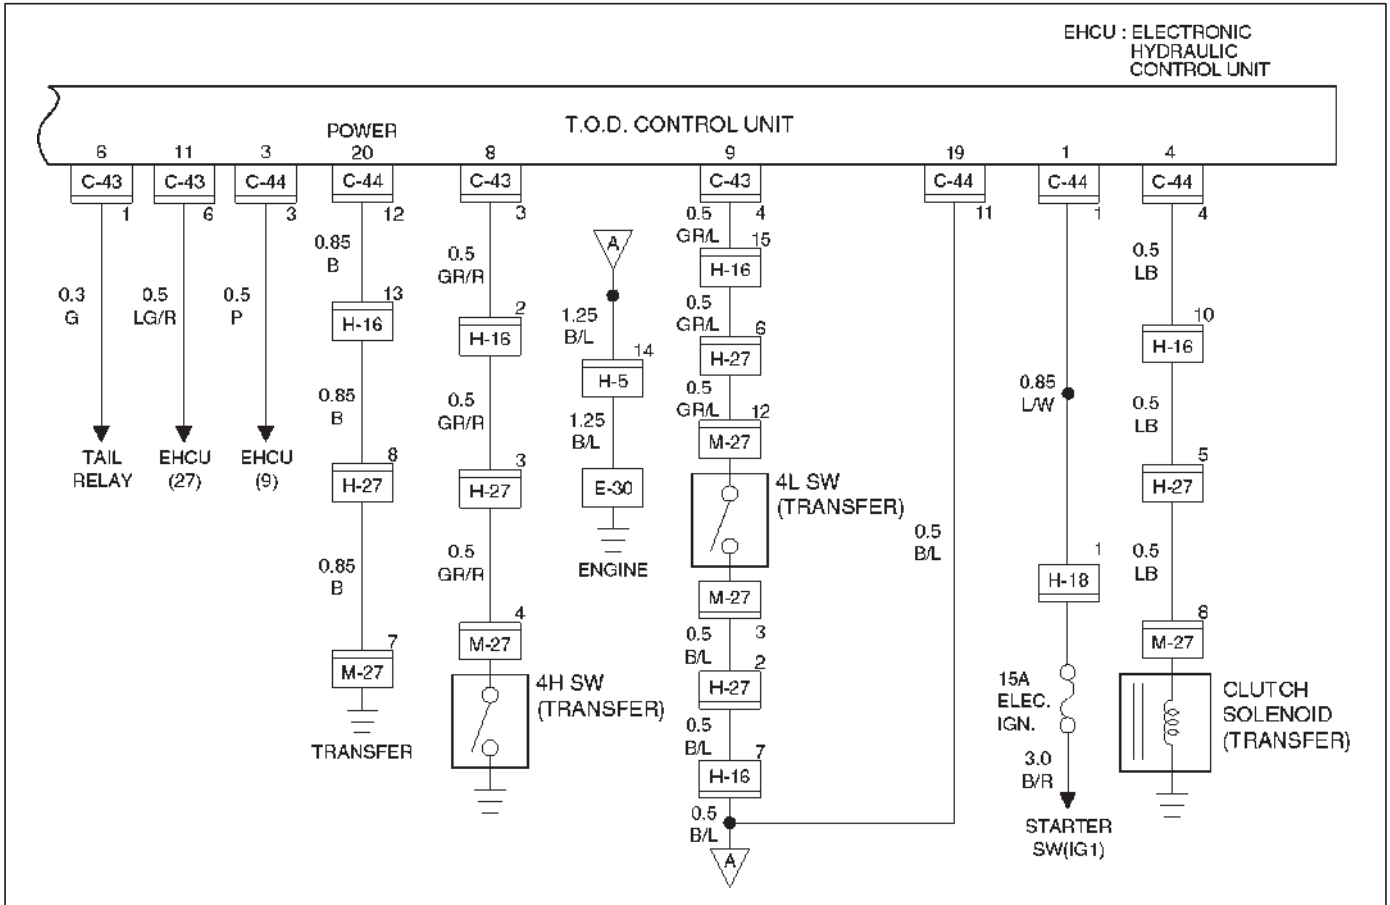 EHCU : ELECTRONIC
HYDRAULIC
CONTROL UNIT
T.O.D. CONTROL UNIT
POWER
6 11 3 20 8 9 19 1 4
C-43 C-43 C-44 C-44 C-43 C-43 C-44 C-44 C-44
1 6 3 12 3 4 11 1 4
0.3
G
TAIL
RELAY
0.5
LG/R
EHCU
(27)
0.5
P
EHCU
(9)
0.85
B
13
H-16
0.85
B
8
H-27
0.85
B
7
M-27
TRANSFER
0.5
GR/R
2
H-16
0.5
GR/R
3
H-27
0.5
GR/R
4
M-27
4H SW
(TRANSFER)
A
1.25
B/L
14
H-5
1.25
B/L
E-30
ENGINE
0.5
GR/L
15
H-16
0.5
GR/L
6
H-27
0.5
GR/L
12
M-27
4L SW
(TRANSFER)
M-27
3
0.5
B/L
2
H-27
0.5
B/L
7
H-16
0.5
B/L
A
0.5
B/L
0.85
L/W
1
H-18
15A
ELEC.
IGN.
3.0
B/R
STARTER
SW(IG1)
0.5
LB
10
H-16
0.5
LB
5
H-27
0.5
LB
8
M-27
CLUTCH
SOLENOID
(TRANSFER)